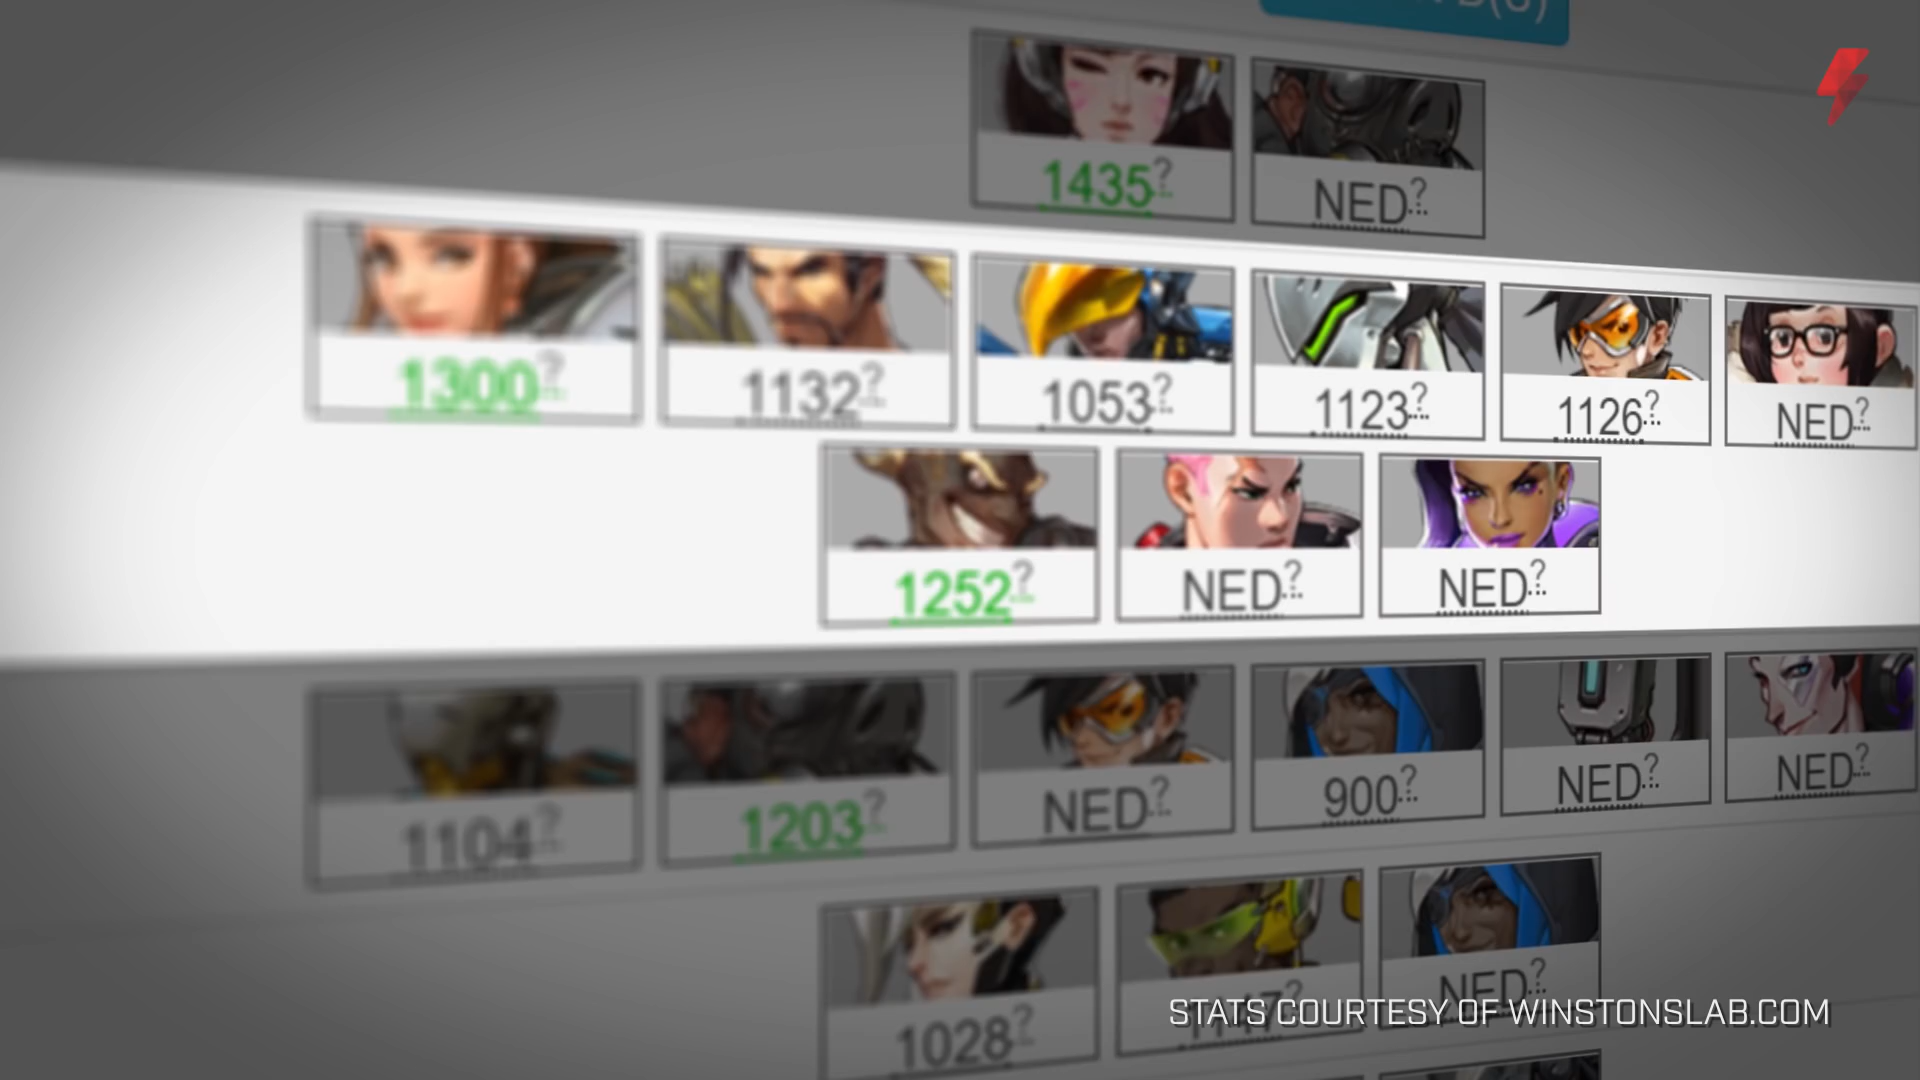 1435? NED?
1300? 1132? 1053? 1123? 1126? NED?
1252? NED? NED?
1104? 1203? NED? 900? NED? NED?
1028? NED?
STATS COURTESY OF WINSTONSLAB.COM